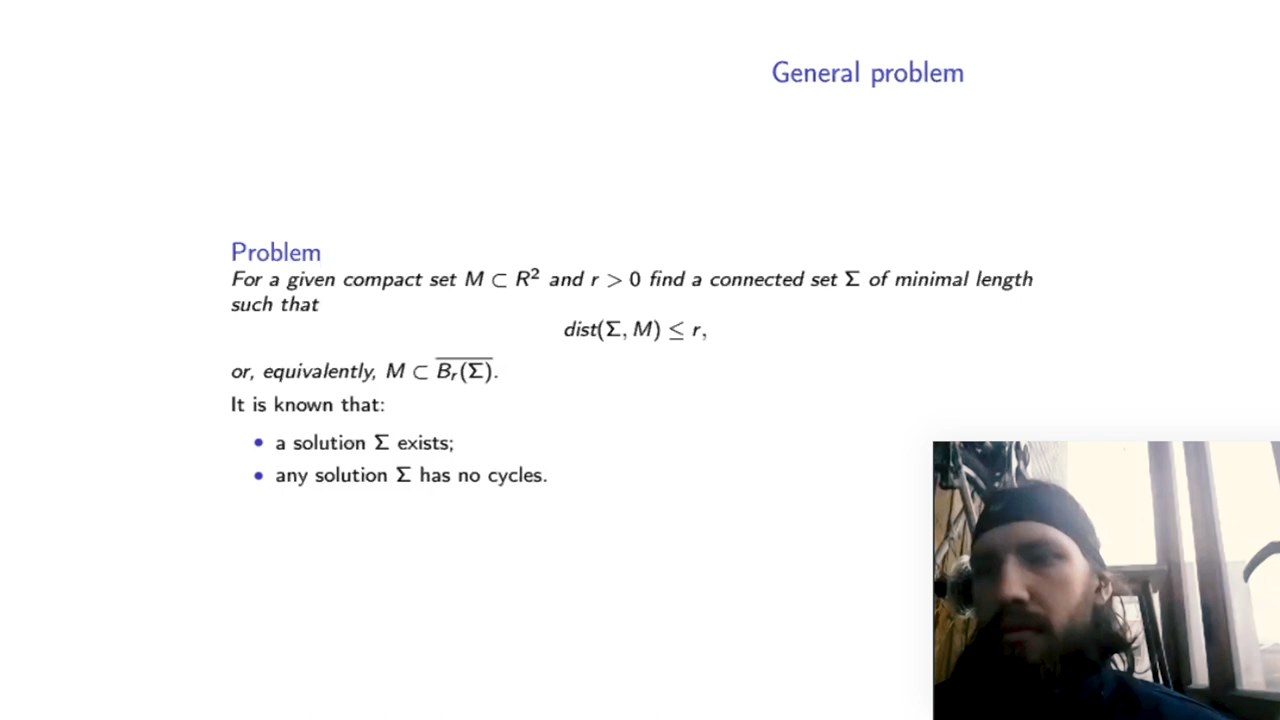 General problem
Problem
For a given compact set M ⊂ R² and r > 0 find a connected set Σ of minimal length
such that
dist(Σ, M) ≤ r,
or, equivalently, M ⊂ \overline{B_r(Σ)}.
It is known that:
• a solution Σ exists;
• any solution Σ has no cycles.